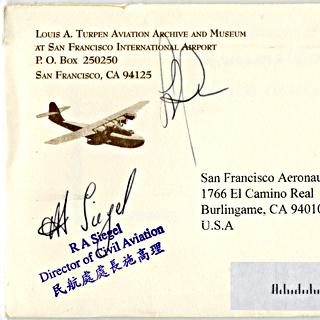 Louis A. Turpen Aviation Archive and Museum
at San Francisco International Airport
P. O. Box 250250
San Francisco, CA 94125
San Francisco Aeronau
1766 El Camino Real
Burlingame, CA 94010
U.S.A
R A Siegel
R A Siegel
Director of Civil Aviation
民航處處長施高理